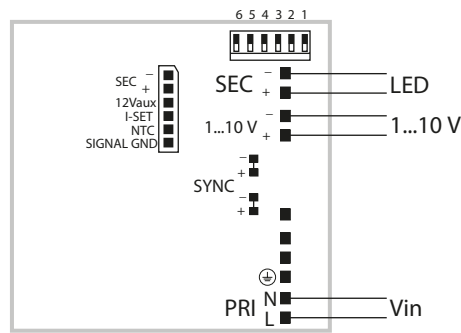 6 5 4 3 2 1
SEC −
+
12Vaux
I-SET
NTC
SIGNAL GND
SEC −
+
LED
1...10 V −
+
1...10 V
SYNC
−
+
−
+
PRI
N
L
Vin